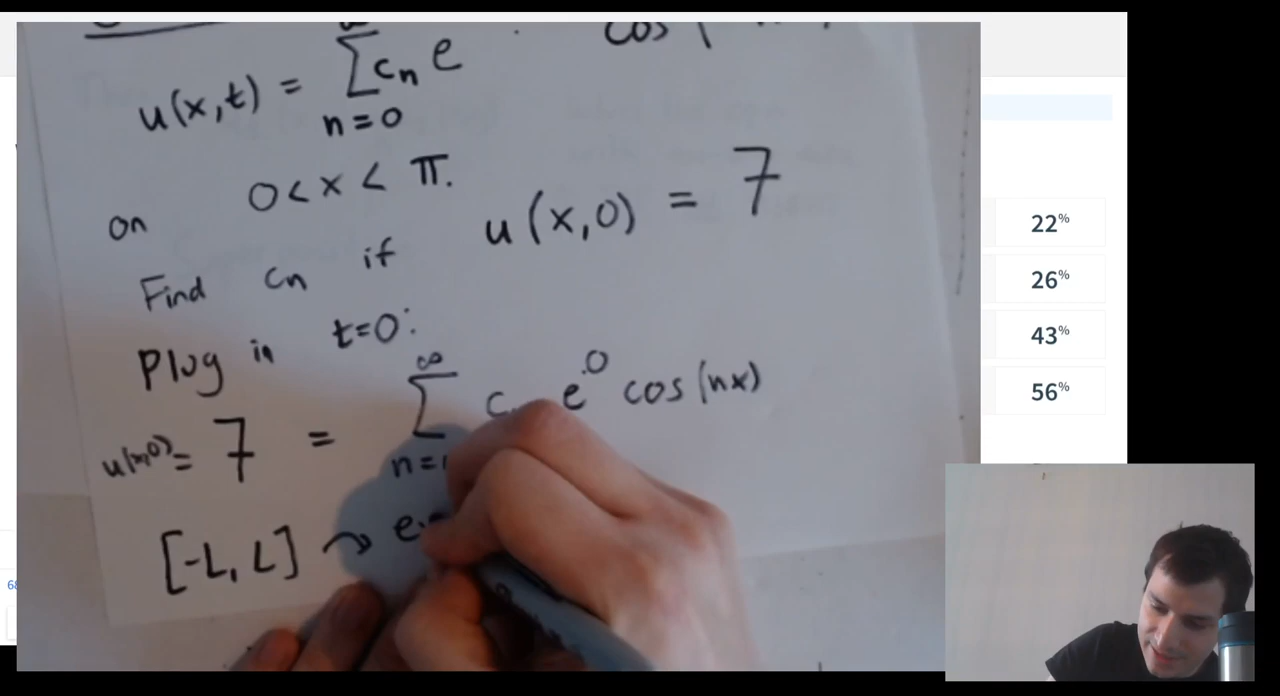 u(x,t) = Σ cn e cos
n=0
on 0<x< π.
Find cn if u(x,0) = 7
Plug in t=0:
u(x,0)= 7 = ∞ Σ n= c e^0 cos(nx)
[-L, L] ↝
22%
26%
43%
56%